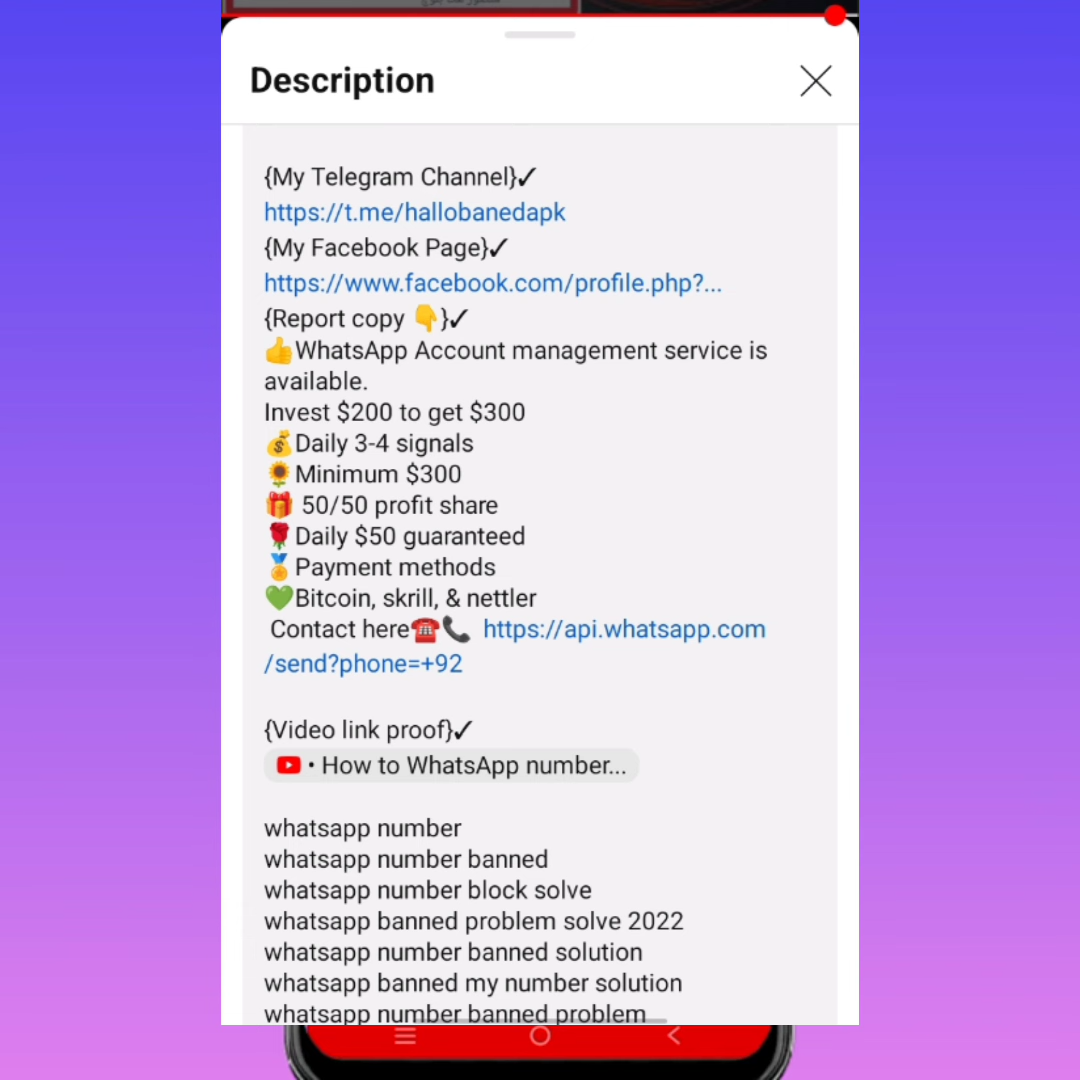 Description
{My Telegram Channel}✓
https://t.me/hallobanedapk
{My Facebook Page}✓
https://www.facebook.com/profile.php?...
{Report copy 👇}✓
👍WhatsApp Account management service is
available.
Invest $200 to get $300
💰Daily 3-4 signals
🌻Minimum $300
🎁 50/50 profit share
🌹Daily $50 guaranteed
🏅Payment methods
💚Bitcoin, skrill, & nettler
Contact here☎️📞 https://api.whatsapp.com
/send?phone=+92
{Video link proof}✓
• How to WhatsApp number...
whatsapp number
whatsapp number banned
whatsapp number block solve
whatsapp banned problem solve 2022
whatsapp number banned solution
whatsapp banned my number solution
whatsapp number banned problem